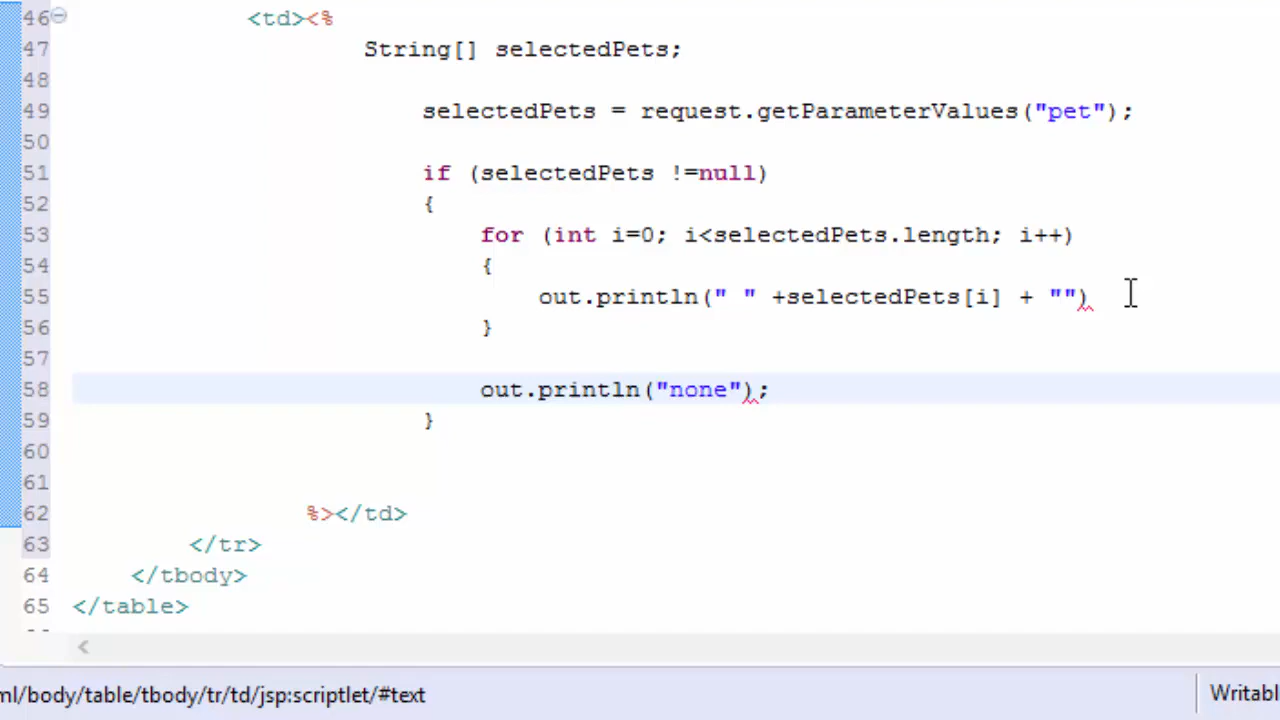 46 <td><%
47 String[] selectedPets;
48
49 selectedPets = request.getParameterValues("pet");
50
51 if (selectedPets !=null)
52 {
53 for (int i=0; i<selectedPets.length; i++)
54 {
55 out.println(" " +selectedPets[i] + "")
56 }
57
58 out.println("none");
59 }
60
61
62 %></td>
63 </tr>
64 </tbody>
65 </table>
ml/body/table/tbody/tr/td/jsp:scriptlet/#text Writabl